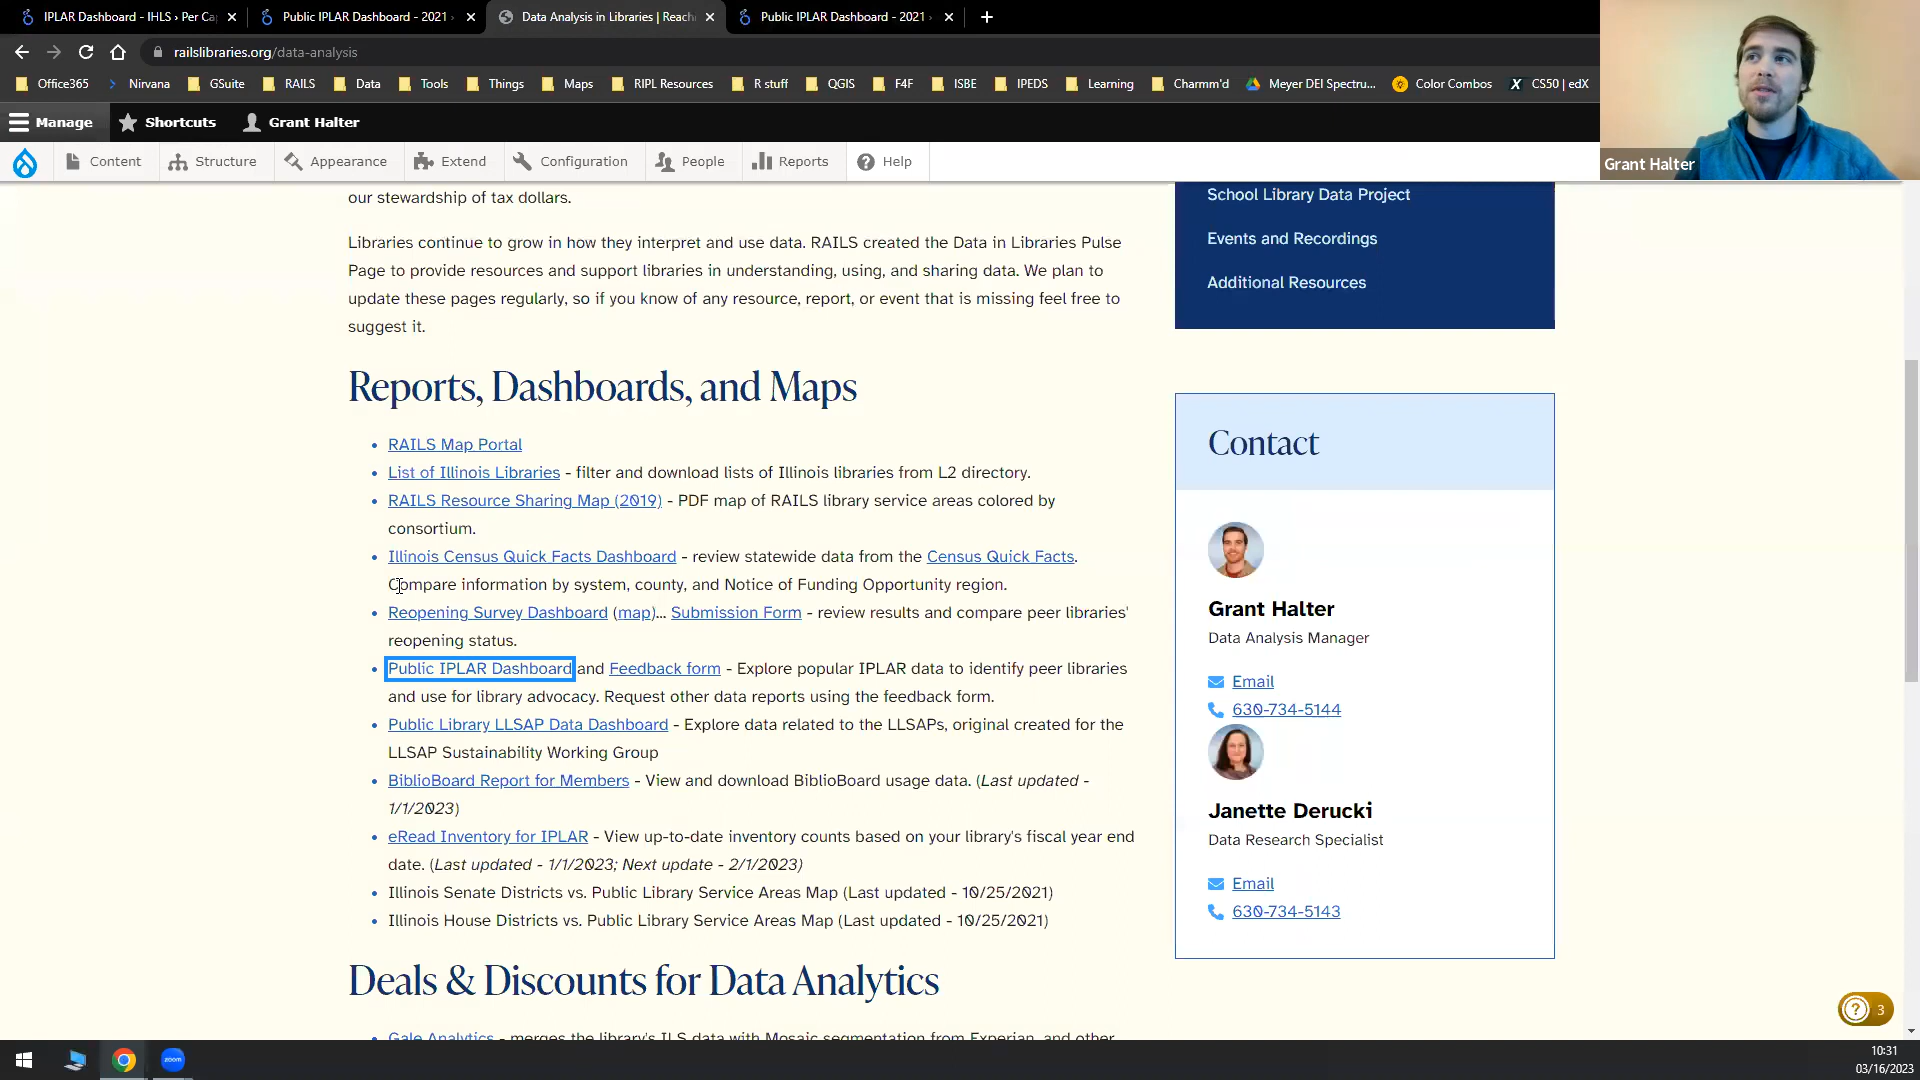 IPLAR Dashboard - IHLS › Per Ca
Public IPLAR Dashboard - 2021 ›
Data Analysis in Libraries | Reach
Public IPLAR Dashboard - 2021 ›
railslibraries.org/data-analysis
Office365 Nirvana GSuite RAILS Data Tools Things Maps RIPL Resources R stuff QGIS F4F ISBE IPEDS Learning Charmm'd Meyer DEI Spectru... Color Combos CS50 | edX
Manage Shortcuts Grant Halter
Grant Halter
Content Structure Appearance Extend Configuration People Reports Help
our stewardship of tax dollars.
Libraries continue to grow in how they interpret and use data. RAILS created the Data in Libraries Pulse
Page to provide resources and support libraries in understanding, using, and sharing data. We plan to
update these pages regularly, so if you know of any resource, report, or event that is missing feel free to
suggest it.
Reports, Dashboards, and Maps
RAILS Map Portal
List of Illinois Libraries - filter and download lists of Illinois libraries from L2 directory.
RAILS Resource Sharing Map (2019) - PDF map of RAILS library service areas colored by
consortium.
Illinois Census Quick Facts Dashboard - review statewide data from the Census Quick Facts.
Compare information by system, county, and Notice of Funding Opportunity region.
Reopening Survey Dashboard (map)... Submission Form - review results and compare peer libraries'
reopening status.
Public IPLAR Dashboard and Feedback form - Explore popular IPLAR data to identify peer libraries
and use for library advocacy. Request other data reports using the feedback form.
Public Library LLSAP Data Dashboard - Explore data related to the LLSAPs, original created for the
LLSAP Sustainability Working Group
BiblioBoard Report for Members - View and download BiblioBoard usage data. (Last updated -
1/1/2023)
eRead Inventory for IPLAR - View up-to-date inventory counts based on your library's fiscal year end
date. (Last updated - 1/1/2023; Next update - 2/1/2023)
Illinois Senate Districts vs. Public Library Service Areas Map (Last updated - 10/25/2021)
Illinois House Districts vs. Public Library Service Areas Map (Last updated - 10/25/2021)
Deals & Discounts for Data Analytics
Gale Analytics - merges the library's ILS data with Mosaic segmentation from Experian, and other
School Library Data Project
Events and Recordings
Additional Resources
Contact
Grant Halter
Data Analysis Manager
Email
630-734-5144
Janette Derucki
Data Research Specialist
Email
630-734-5143
? 3
zoom
10:31
03/16/2023